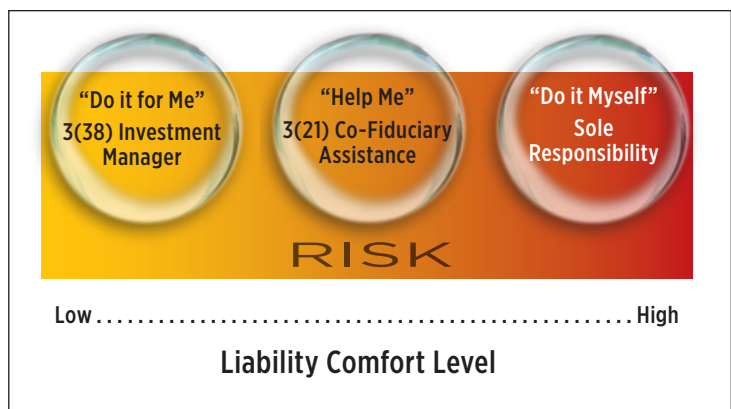 “Do it for Me”
3(38) Investment
Manager
“Help Me”
3(21) Co-Fiduciary
Assistance
“Do it Myself”
Sole
Responsibility
RISK
Low . . . . . . . . . . . . . . . . . . . . . . . . . . . . . . . . . . . . . . . . . . . . . . . . . . . . High
Liability Comfort Level